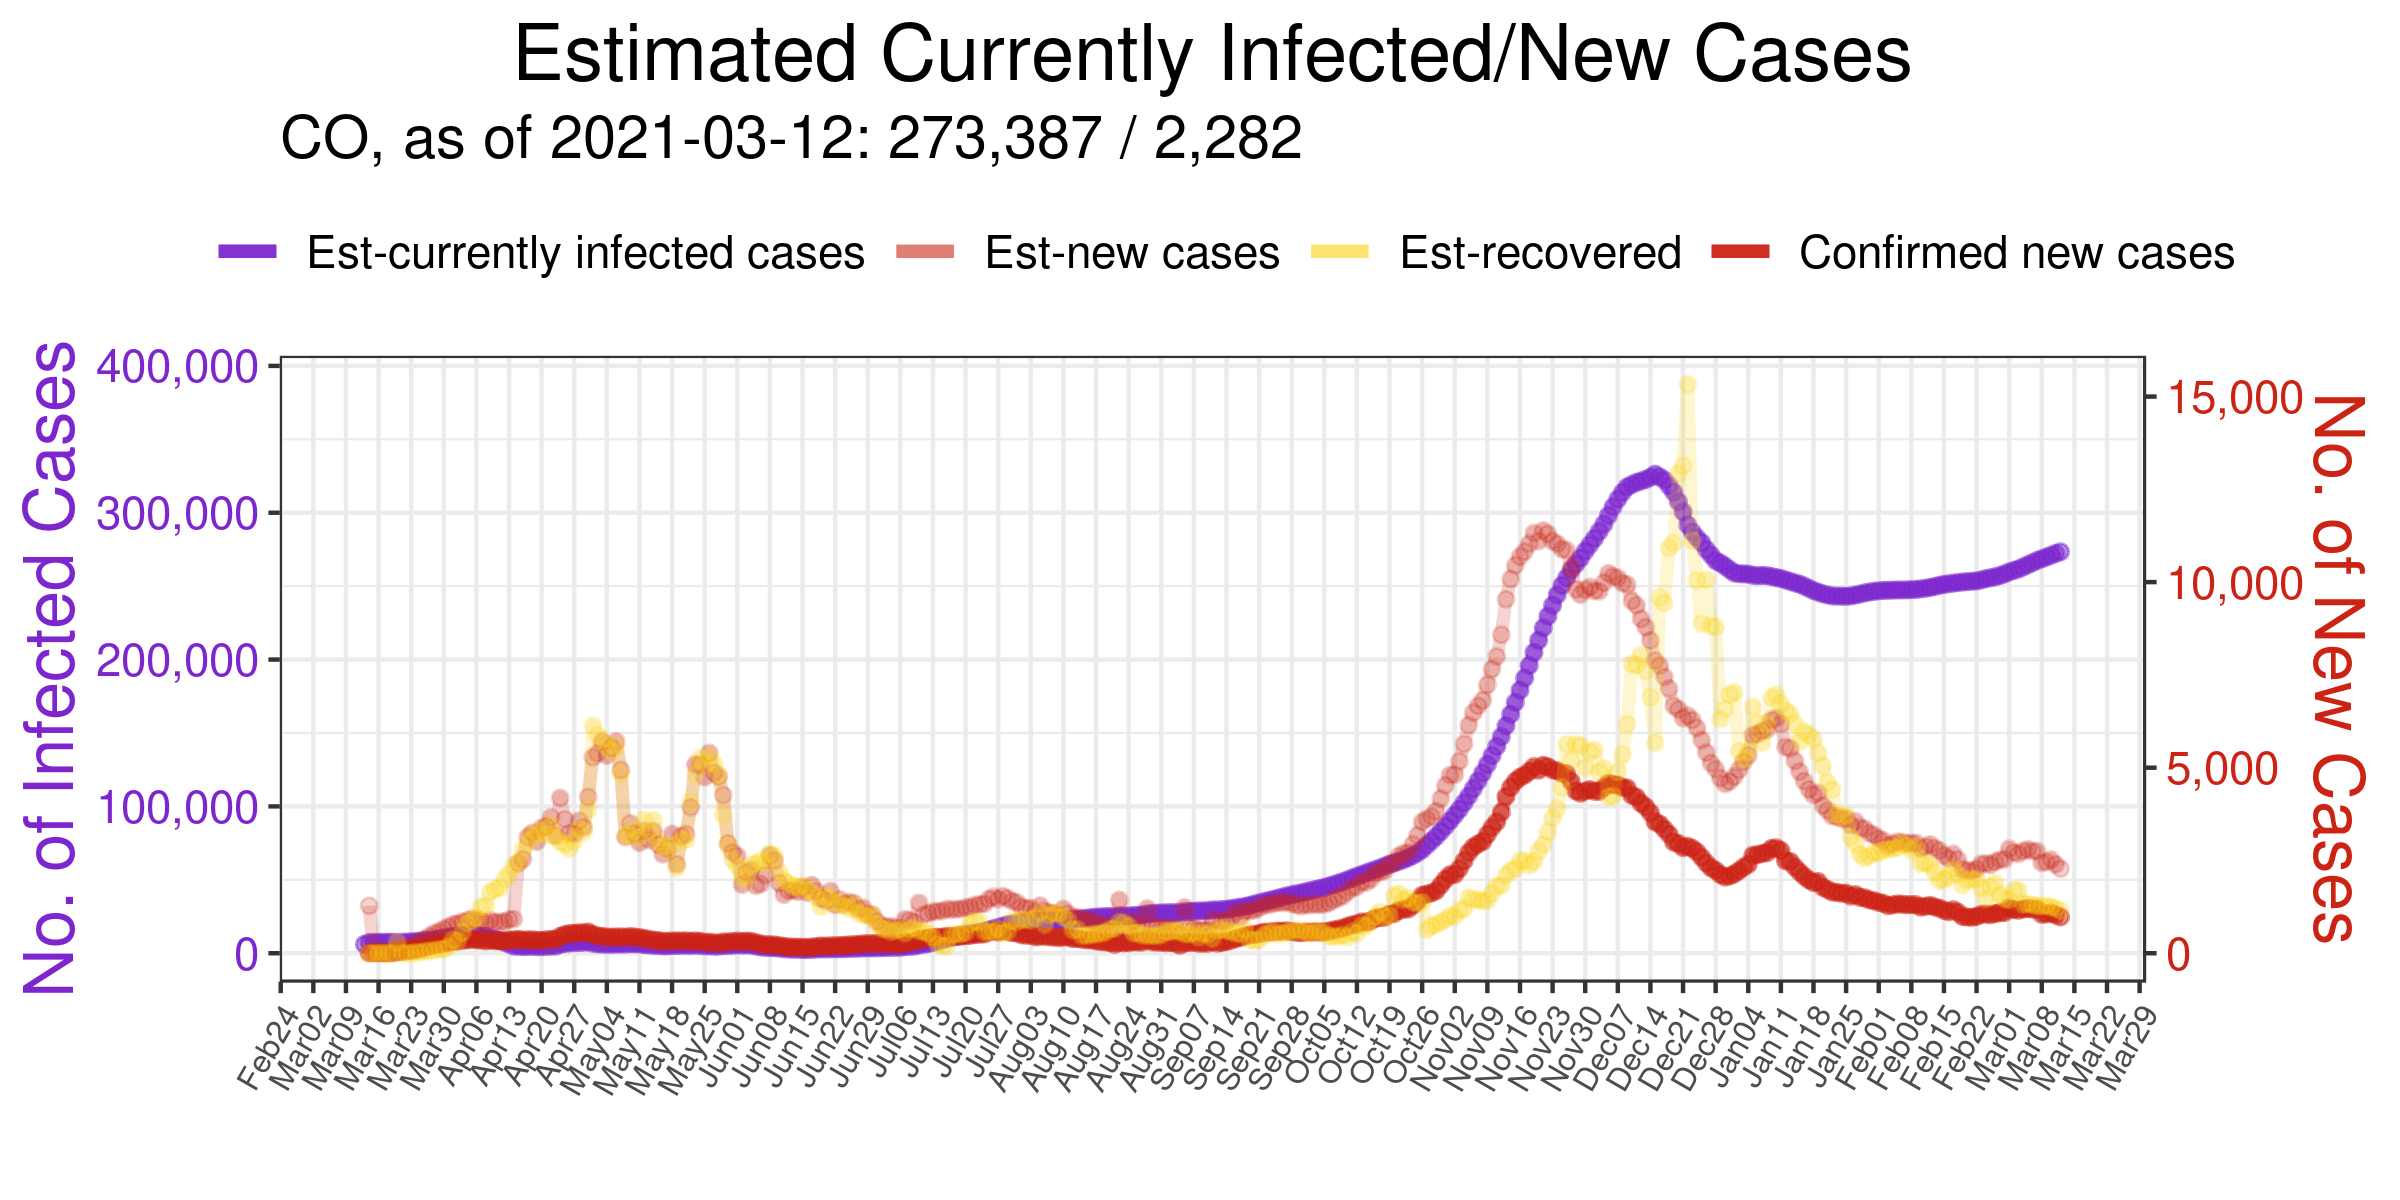 Estimated Currently Infected/New Cases
CO, as of 2021-03-12: 273,387 / 2,282
Est-currently infected cases Est-new cases Est-recovered Confirmed new cases
No. of Infected Cases
400,000
300,000
200,000
100,000
0
15,000
10,000
5,000
0
No. of New Cases
Feb24
Mar02
Mar09
Mar16
Mar23
Mar30
Apr06
Apr13
Apr20
Apr27
May04
May11
May18
May25
Jun01
Jun08
Jun15
Jun22
Jun29
Jul06
Jul13
Jul20
Jul27
Aug03
Aug10
Aug17
Aug24
Aug31
Sep07
Sep14
Sep21
Sep28
Oct05
Oct12
Oct19
Oct26
Nov02
Nov09
Nov16
Nov23
Nov30
Dec07
Dec14
Dec21
Dec28
Jan04
Jan11
Jan18
Jan25
Feb01
Feb08
Feb15
Feb22
Mar01
Mar08
Mar15
Mar22
Mar29